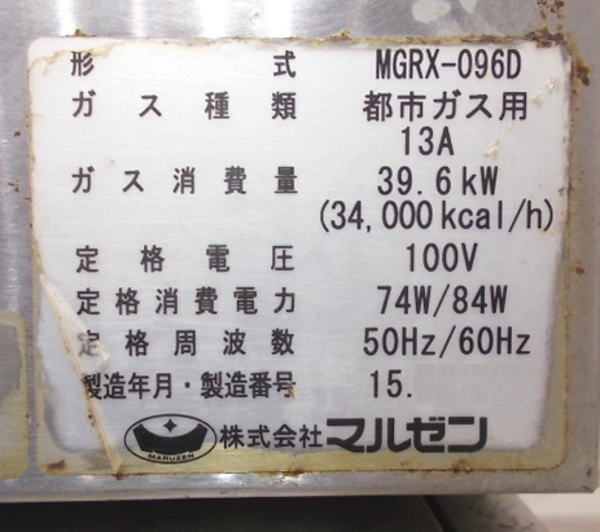 形式 MGRX-096D
ガス種類 都市ガス用
13A
ガス消費量 39.6kW
(34,000kcal/h)
定格電圧 100V
定格消費電力 74W/84W
定格周波数 50Hz/60Hz
製造年月・製造番号 15.
MARUZEN 株式会社マルゼン